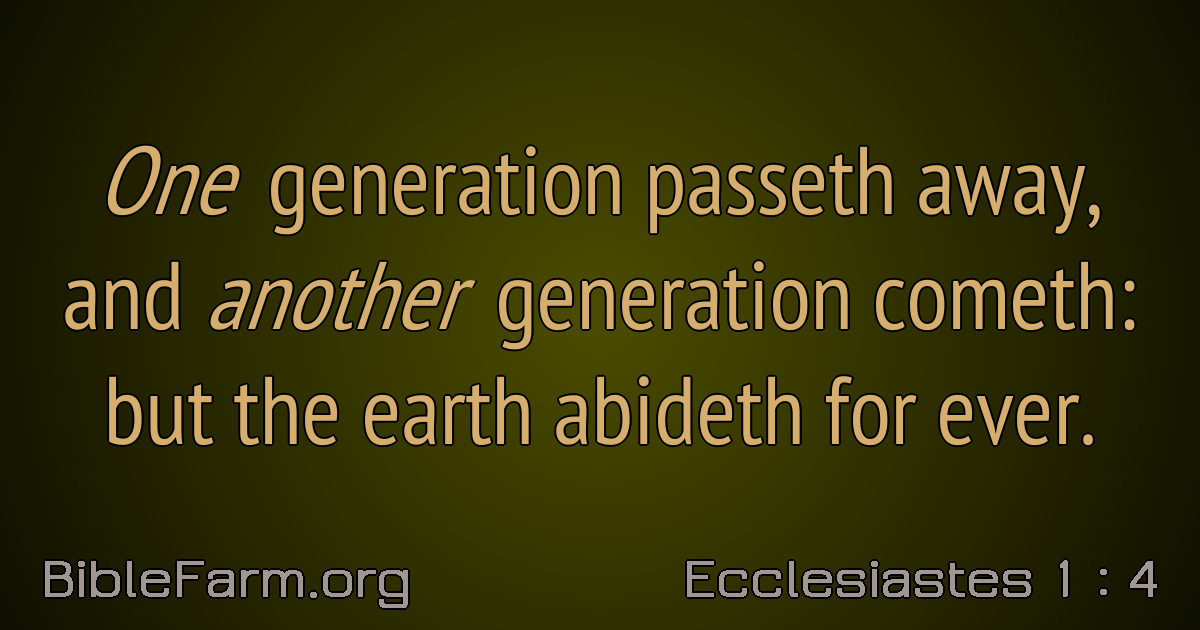 One generation passeth away,
and another generation cometh:
but the earth abideth for ever.
BibleFarm.org
Ecclesiastes 1 : 4